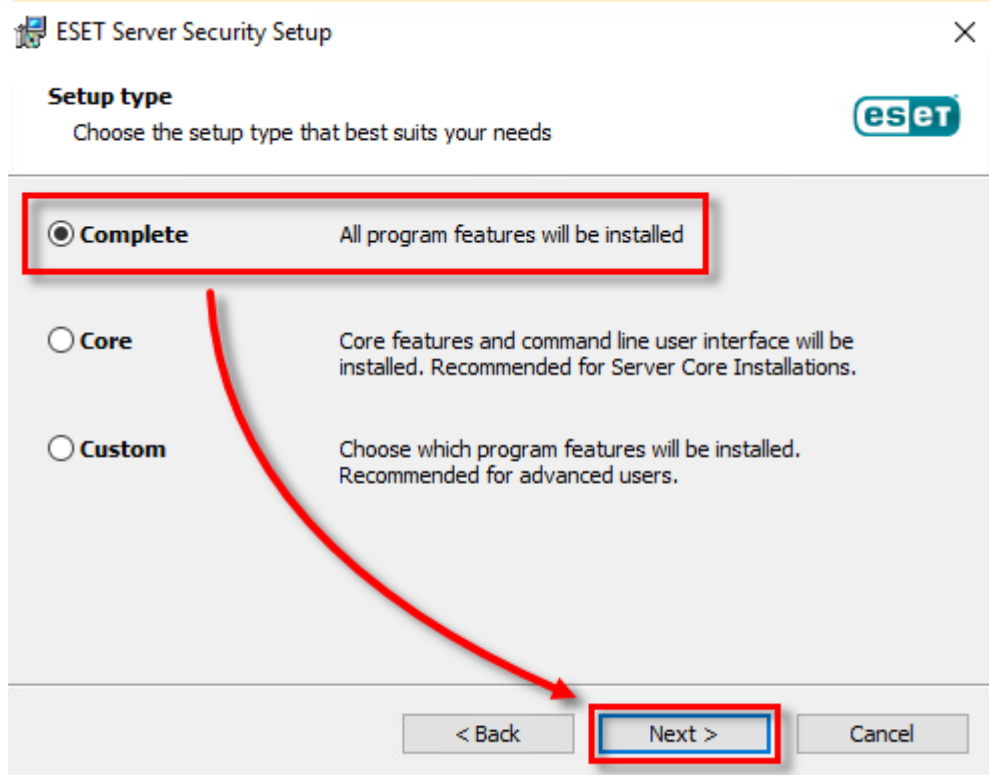 ESET Server Security Setup
Setup type
Choose the setup type that best suits your needs
eset
Complete
All program features will be installed
Core
Core features and command line user interface will be
installed. Recommended for Server Core Installations.
Custom
Choose which program features will be installed.
Recommended for advanced users.
< Back
Next >
Cancel